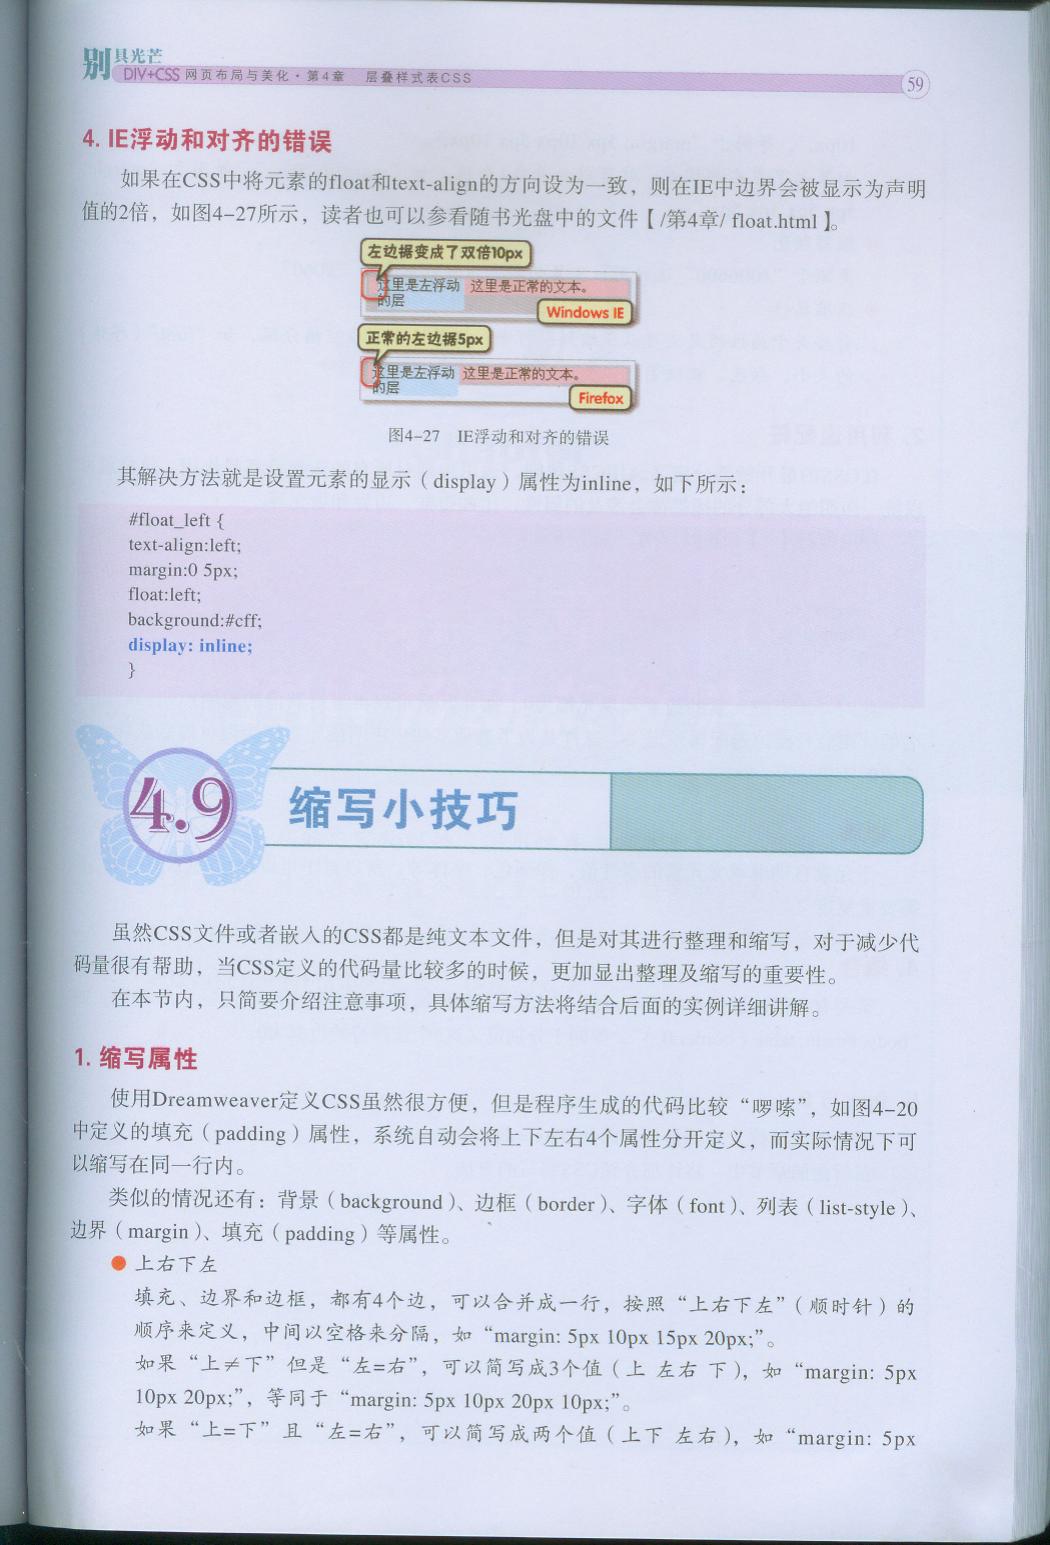 别具光芒
DIV+CSS 网页布局与美化·第4章 层叠样式表CSS
59
4. IE浮动和对齐的错误
如果在CSS中将元素的float和text-align的方向设为一致，则在IE中边界会被显示为声明
值的2倍，如图4-27所示，读者也可以参看随书光盘中的文件【/第4章/ float.html】。
左边据变成了双倍10px
这里是左浮动 这里是正常的文本。
的层
Windows IE
正常的左边据5px
这里是左浮动 这里是正常的文本。
的层
Firefox
图4-27 IE浮动和对齐的错误
其解决方法就是设置元素的显示（display）属性为inline，如下所示：
#float_left {
text-align:left;
margin:0 5px;
float:left;
background:#cff;
display: inline;
}
4.9 缩写小技巧
虽然CSS文件或者嵌入的CSS都是纯文本文件，但是对其进行整理和缩写，对于减少代
码量很有帮助，当CSS定义的代码量比较多的时候，更加显出整理及缩写的重要性。
在本节内，只简要介绍注意事项，具体缩写方法将结合后面的实例详细讲解。
1. 缩写属性
使用Dreamweaver定义CSS虽然很方便，但是程序生成的代码比较“啰嗦”，如图4-20
中定义的填充（padding）属性，系统自动会将上下左右4个属性分开定义，而实际情况下可
以缩写在同一行内。
类似的情况还有：背景（background）、边框（border）、字体（font）、列表（list-style）、
边界（margin）、填充（padding）等属性。
● 上右下左
填充、边界和边框，都有4个边，可以合并成一行，按照“上右下左”（顺时针）的
顺序来定义，中间以空格来分隔，如“margin: 5px 10px 15px 20px;”。
如果“上≠下”但是“左=右”，可以简写成3个值（上 左右 下），如“margin: 5px
10px 20px;”，等同于“margin: 5px 10px 20px 10px;”。
如果“上=下”且“左=右”，可以简写成两个值（上下 左右），如“margin: 5px